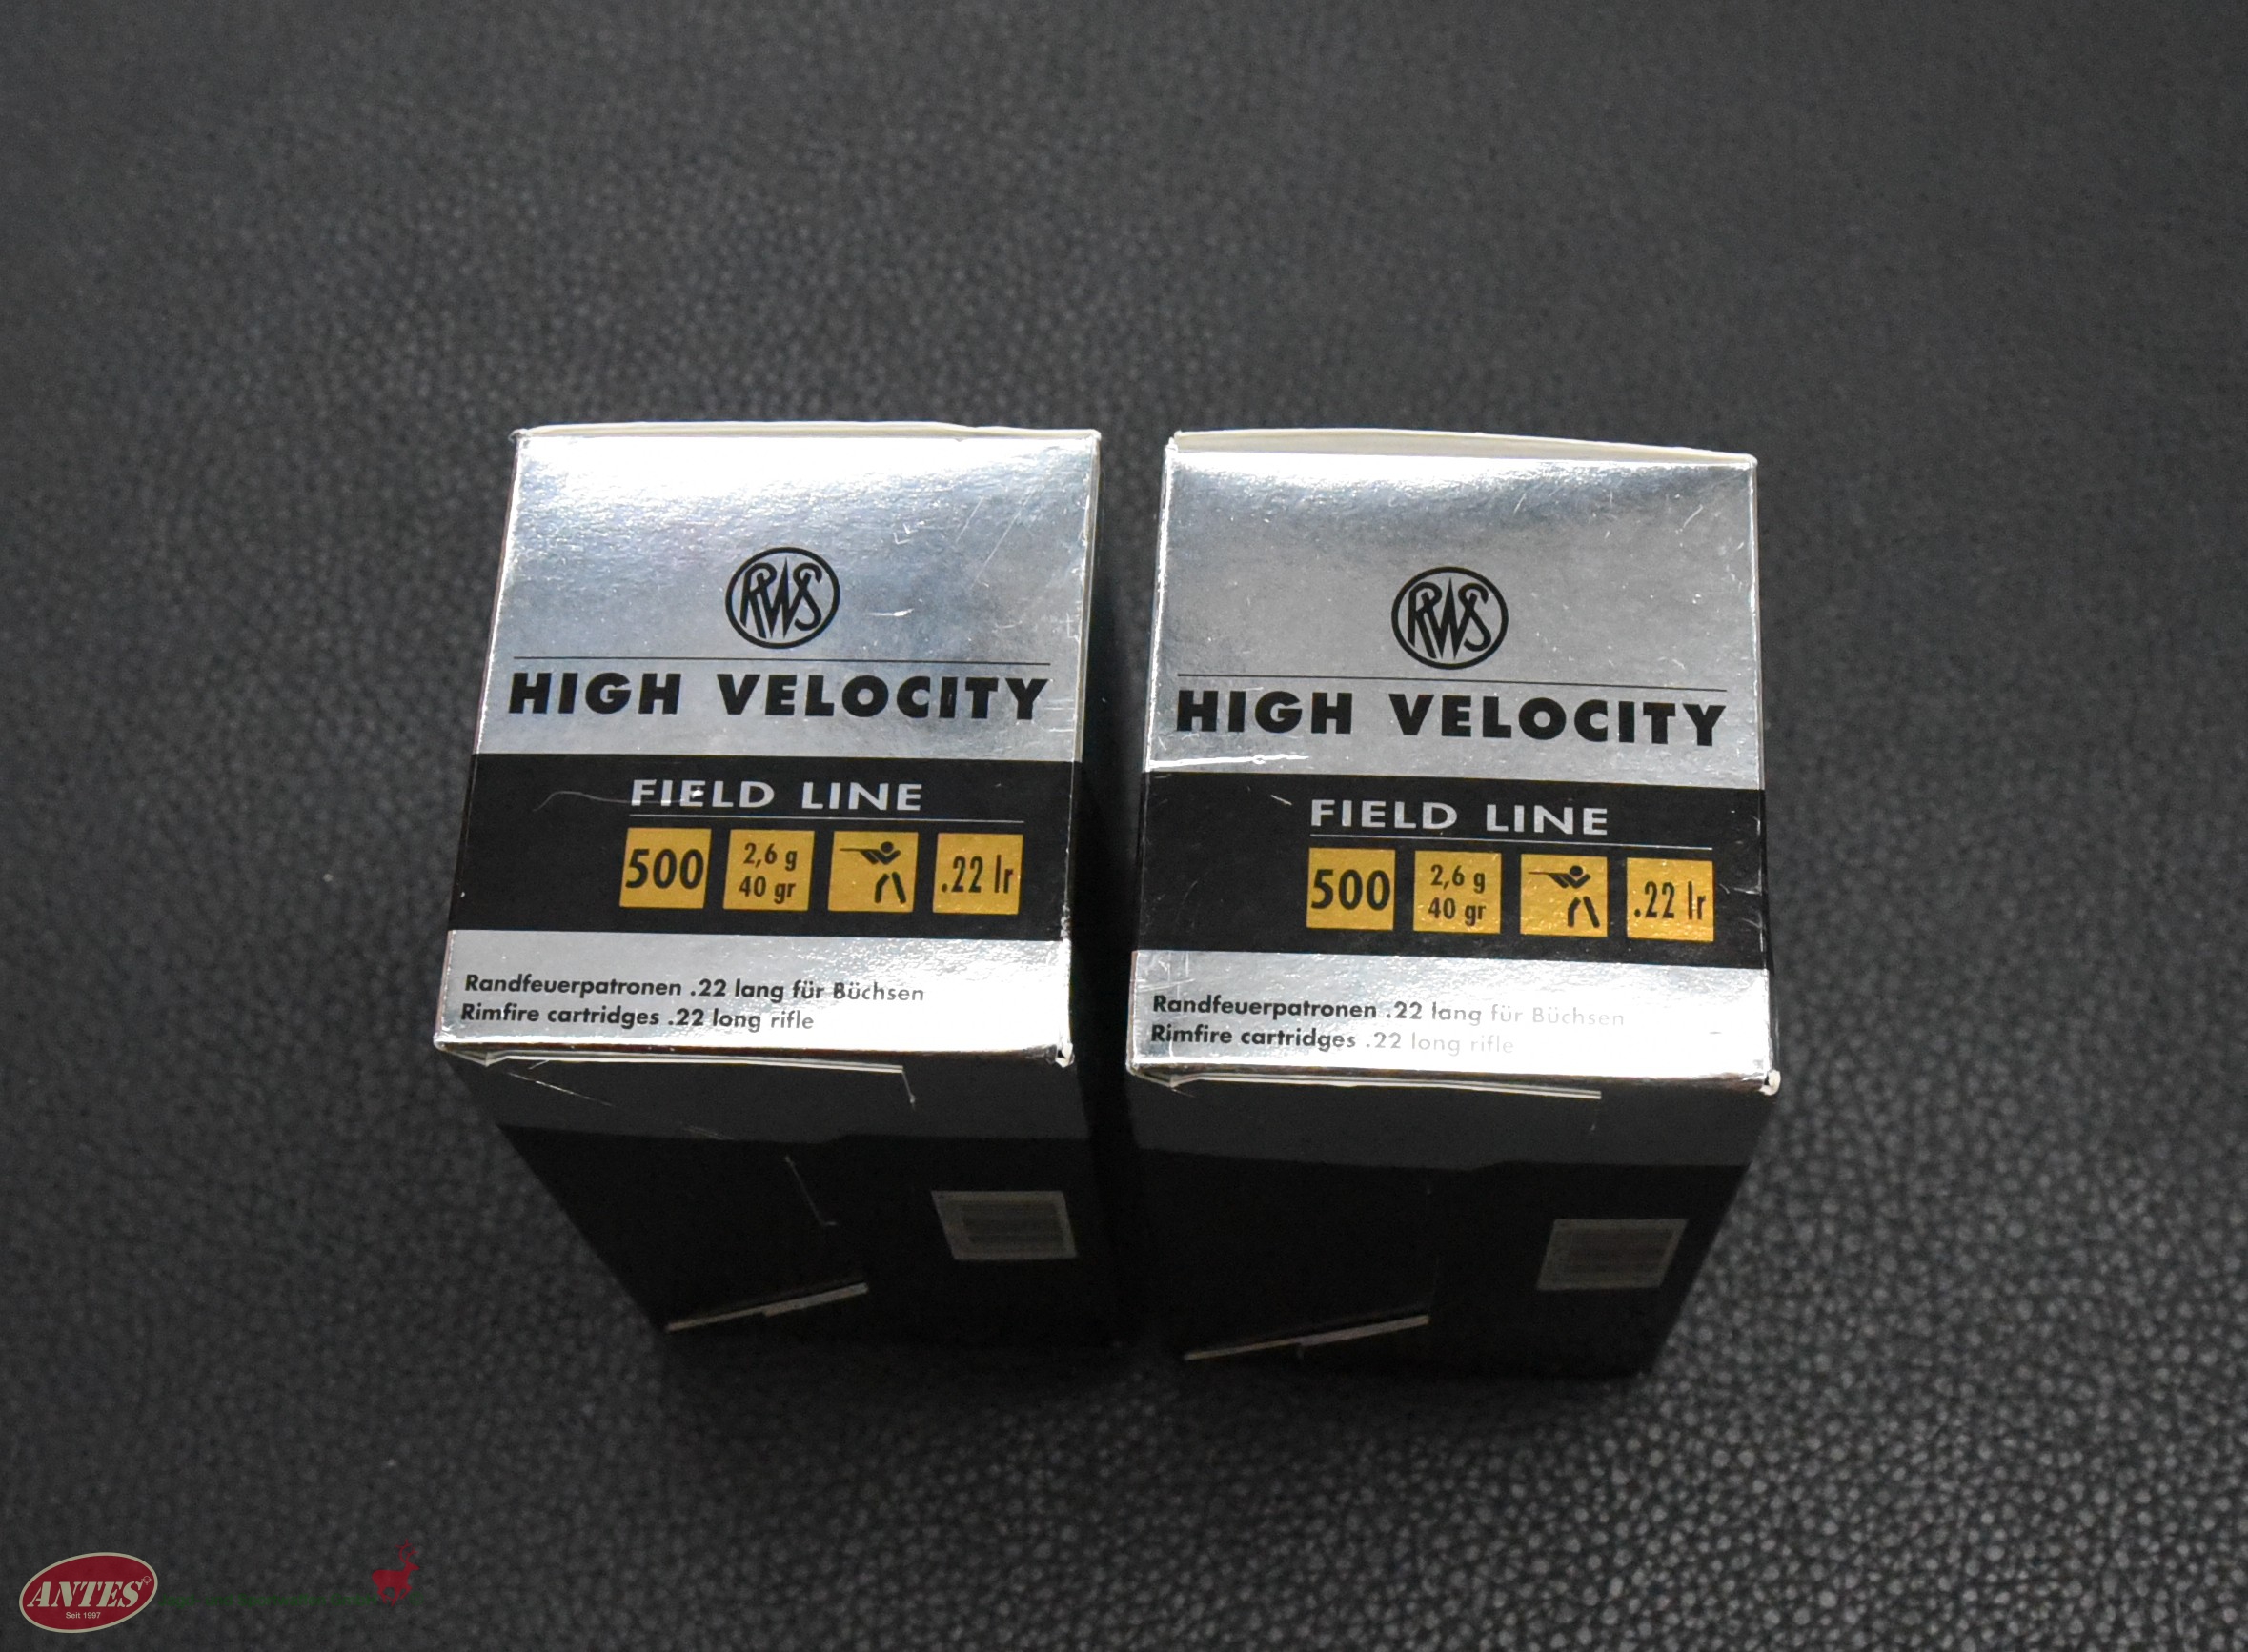 RWS
HIGH VELOCITY
FIELD LINE
500
2,6 g
40 gr
.22 lr
Randfeuerpatronen .22 lang für Büchsen
Rimfire cartridges .22 long rifle
RWS
HIGH VELOCITY
FIELD LINE
500
2,6 g
40 gr
.22 lr
Randfeuerpatronen .22 lang für Büchsen
Rimfire cartridges .22 long rifle
ANTES
Seit 1997